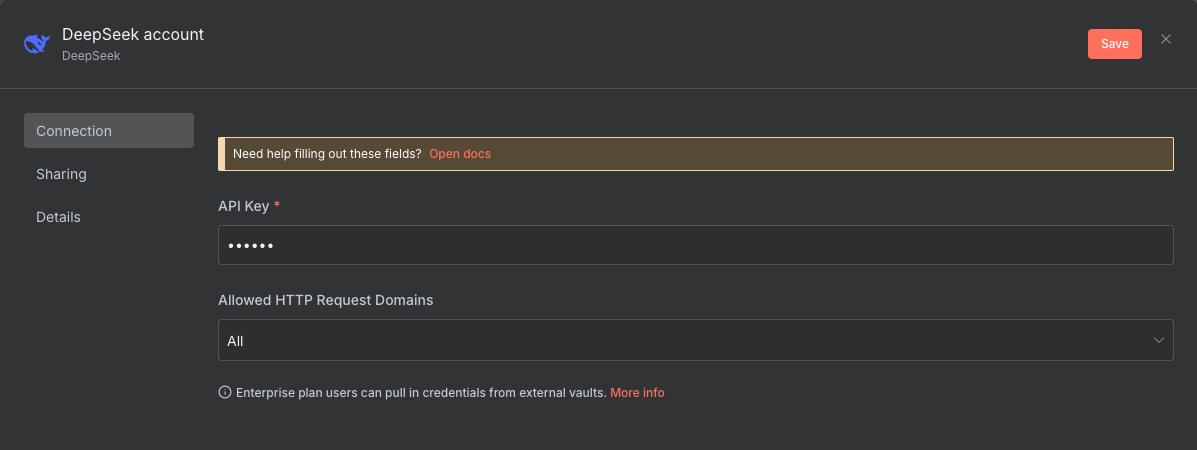 DeepSeek account
DeepSeek
Save
Connection
Sharing
Details
Need help filling out these fields? Open docs
API Key *
••••••
Allowed HTTP Request Domains
All
Enterprise plan users can pull in credentials from external vaults. More info